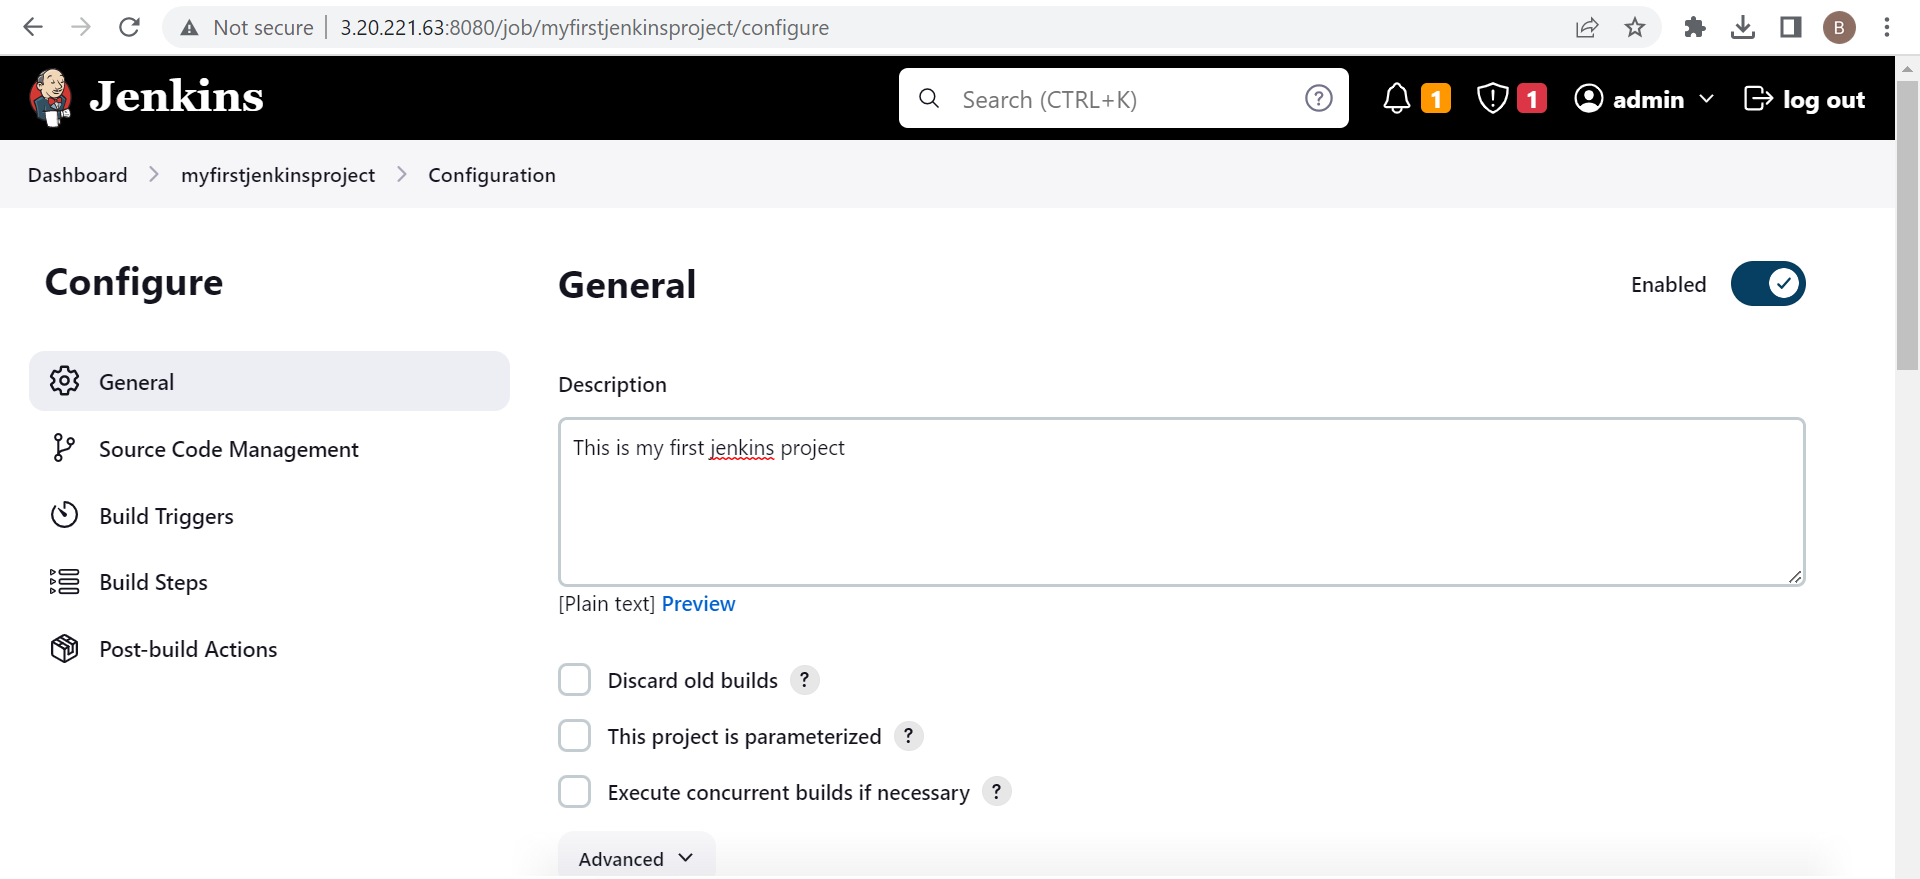 Not secure | 3.20.221.63:8080/job/myfirstjenkinsproject/configure B
Jenkins Search (CTRL+K) ? 1 1 admin log out
Dashboard > myfirstjenkinsproject > Configuration
Configure
General
Source Code Management
Build Triggers
Build Steps
Post-build Actions
General Enabled
Description
This is my first jenkins project
[Plain text] Preview
Discard old builds ?
This project is parameterized ?
Execute concurrent builds if necessary ?
Advanced